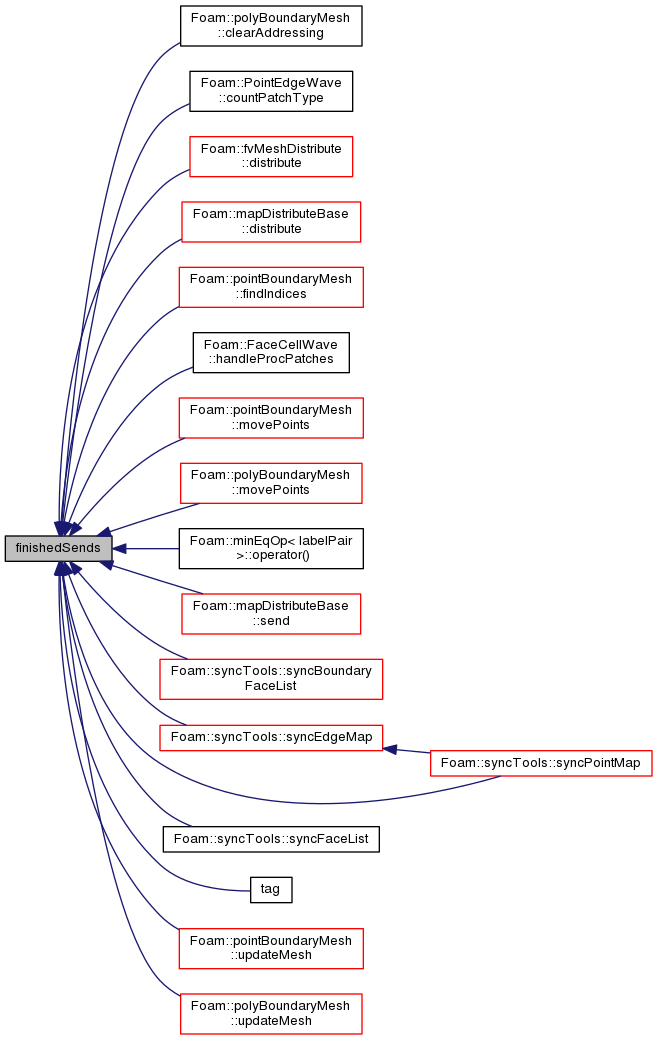 Foam::polyBoundaryMesh
::clearAddressing
Foam::PointEdgeWave
::countPatchType
Foam::fvMeshDistribute
::distribute
Foam::mapDistributeBase
::distribute
Foam::pointBoundaryMesh
::findIndices
Foam::FaceCellWave
::handleProcPatches
Foam::pointBoundaryMesh
::movePoints
Foam::polyBoundaryMesh
::movePoints
finishedSends
Foam::minEqOp< labelPair
>::operator()
Foam::mapDistributeBase
::send
Foam::syncTools::syncBoundary
FaceList
Foam::syncTools::syncEdgeMap
Foam::syncTools::syncPointMap
Foam::syncTools::syncFaceList
tag
Foam::pointBoundaryMesh
::updateMesh
Foam::polyBoundaryMesh
::updateMesh